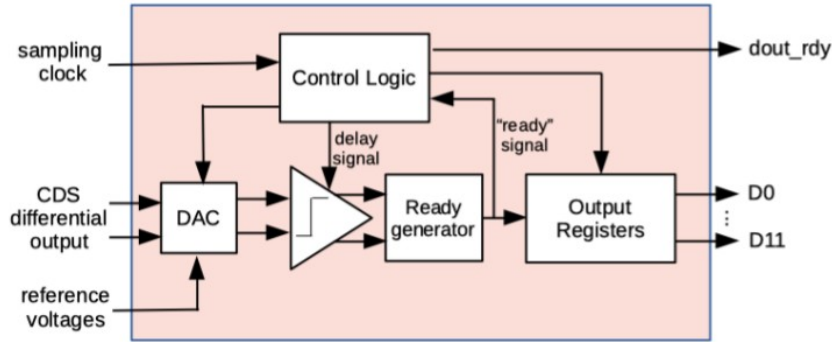 sampling
clock
Control Logic
dout_rdy
delay
signal
"ready"
signal
CDS
differential
output
DAC
Ready
generator
Output
Registers
D0
⋮
D11
reference
voltages